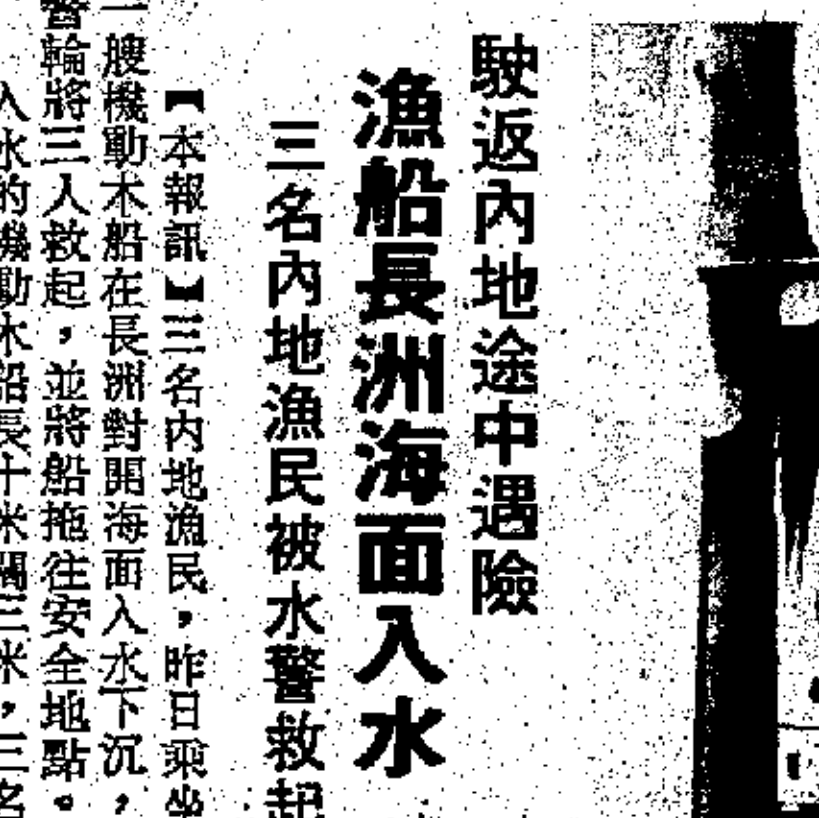 駛返內地途中遇險
漁船長洲海面入水
三名內地漁民被水警救起
【本報訊】三名內地漁民，昨日乘坐
一艘機動木船在長洲對開海面入水下沉，
警輪將三人救起，並將船拖往安全地點。
入水的機動木船長十米闊三米，三名